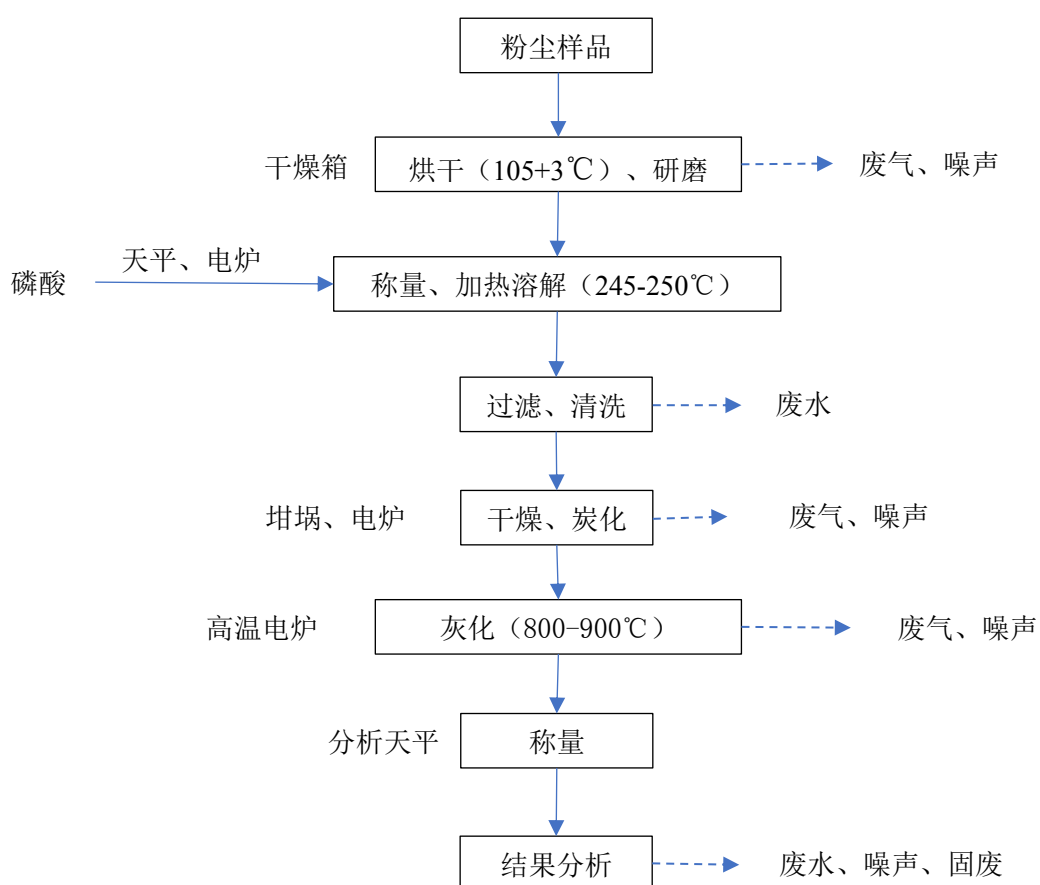 粉尘样品
干燥箱
烘干（105+3℃）、研磨
废气、噪声
天平、电炉
磷酸
称量、加热溶解（245-250℃）
过滤、清洗
废水
坩埚、电炉
干燥、炭化
废气、噪声
高温电炉
灰化（800-900℃）
废气、噪声
分析天平
称量
结果分析
废水、噪声、固废